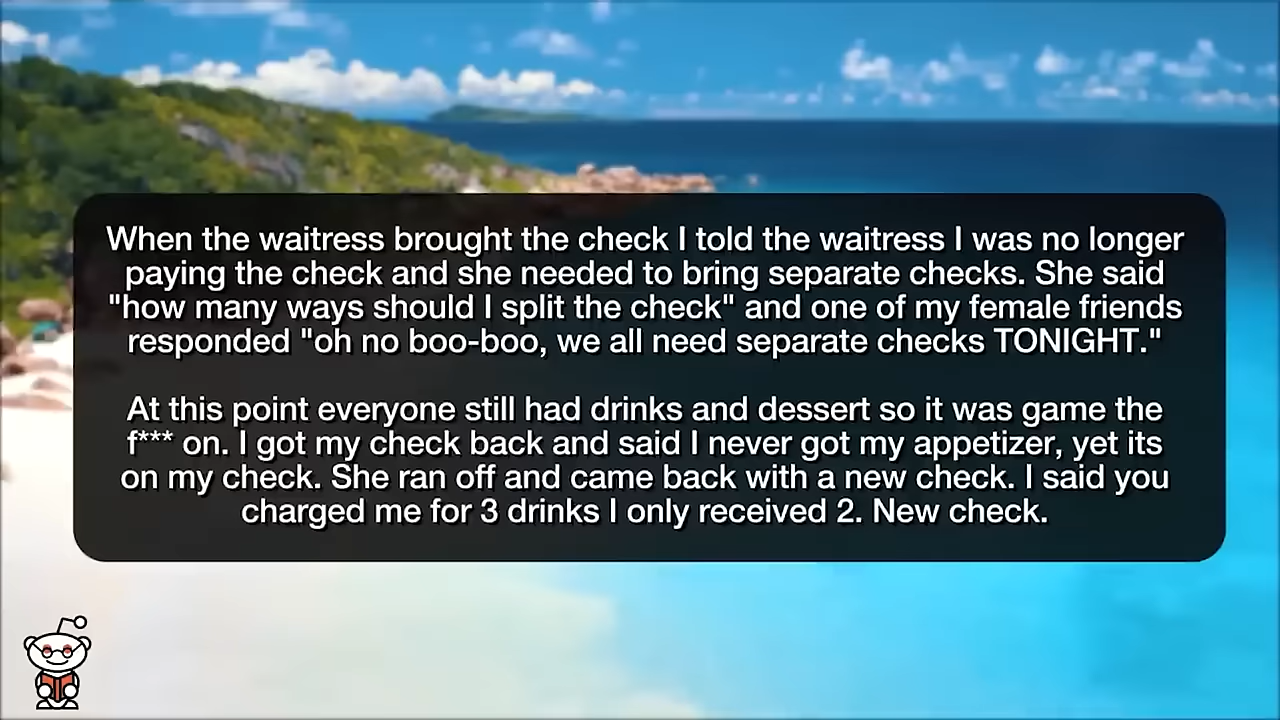 When the waitress brought the check I told the waitress I was no longer
paying the check and she needed to bring separate checks. She said
"how many ways should I split the check" and one of my female friends
responded "oh no boo-boo, we all need separate checks TONIGHT."
At this point everyone still had drinks and dessert so it was game the
f*** on. I got my check back and said I never got my appetizer, yet its
on my check. She ran off and came back with a new check. I said you
charged me for 3 drinks I only received 2. New check.